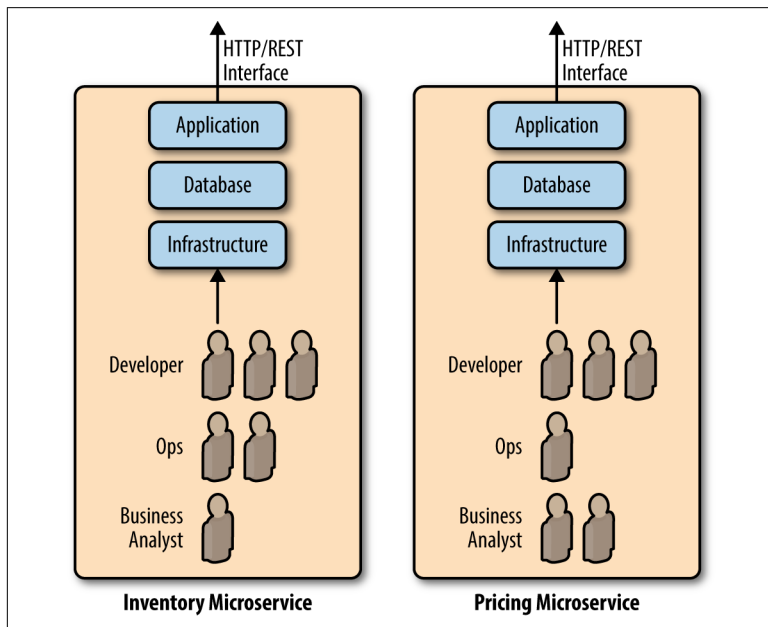 HTTP/REST
Interface
Application
Database
Infrastructure
Developer
Ops
Business
Analyst
Inventory Microservice
HTTP/REST
Interface
Application
Database
Infrastructure
Developer
Ops
Business
Analyst
Pricing Microservice